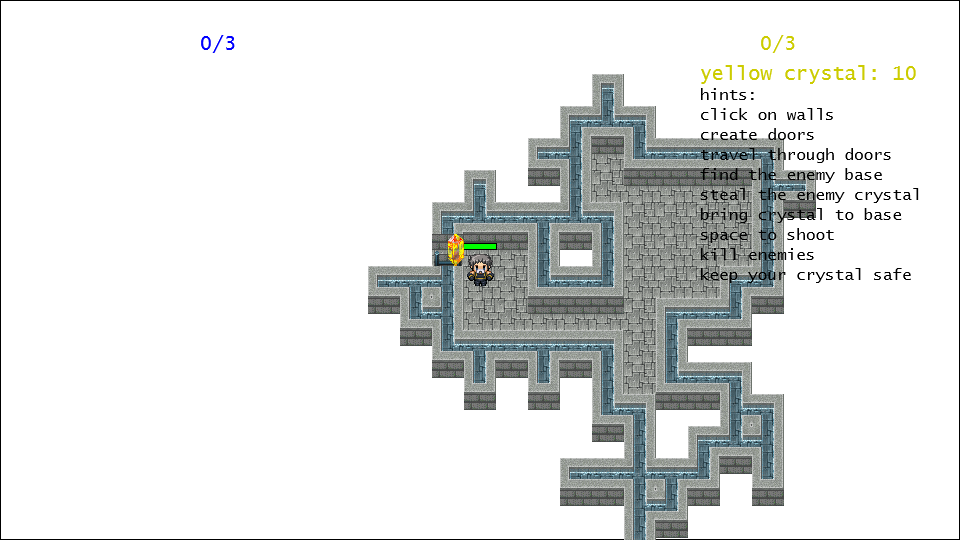 0/3
0/3
yellow crystal: 10
hints:
click on walls
create doors
travel through doors
find the enemy base
steal the enemy crystal
bring crystal to base
space to shoot
kill enemies
keep your crystal safe